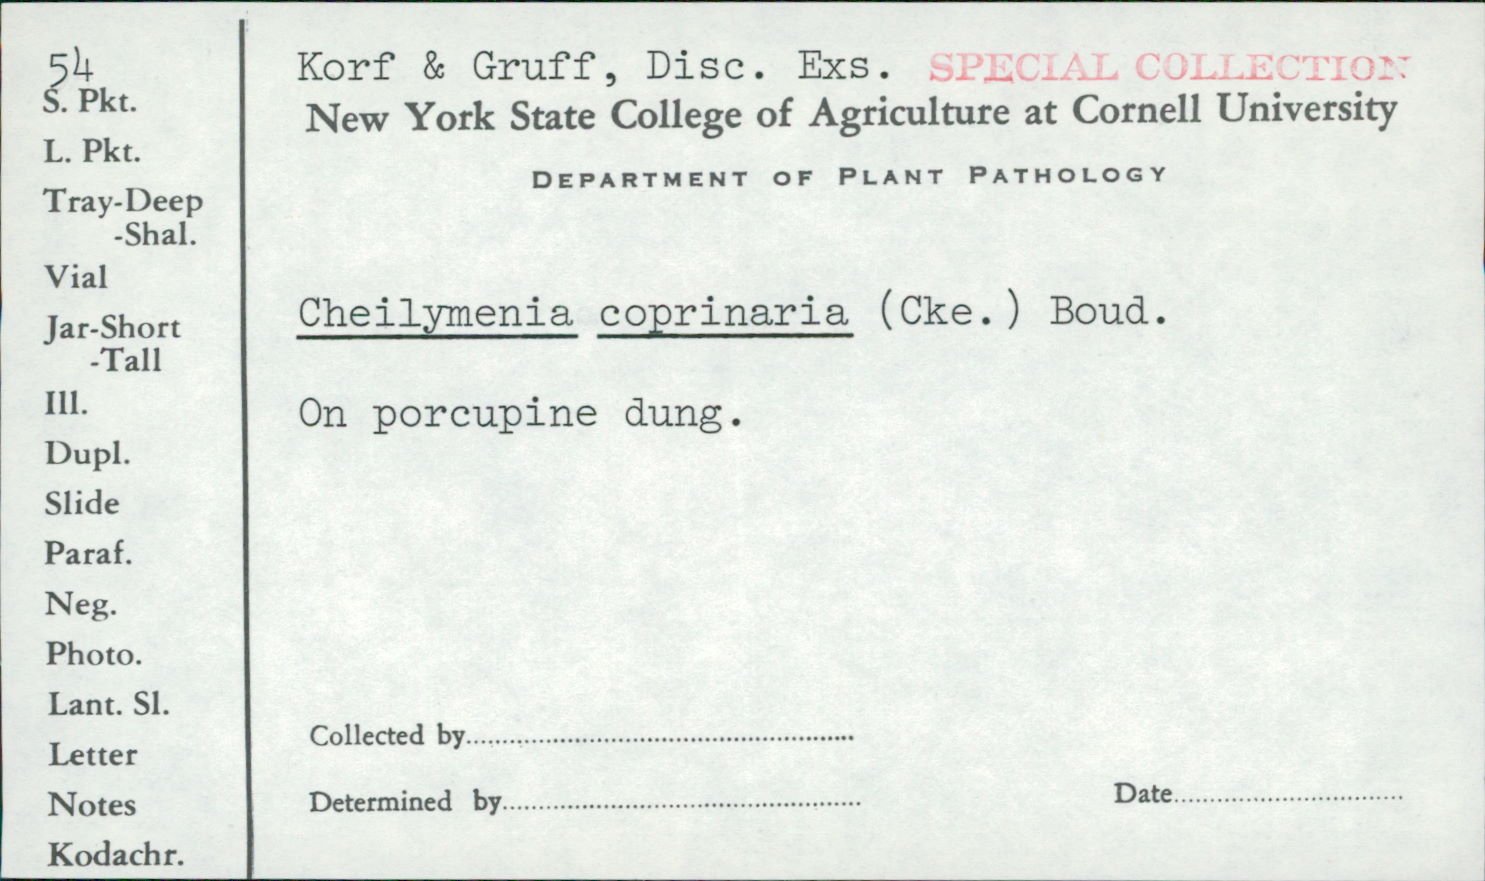 54
S. Pkt.
L. Pkt.
Tray-Deep
-Shal.
Vial
Jar-Short
-Tall
Ill.
Dupl.
Slide
Paraf.
Neg.
Photo.
Lant. Sl.
Letter
Notes
Kodachr.
Korf & Gruff, Disc. Exs. SPECIAL COLLECTION
New York State College of Agriculture at Cornell University
DEPARTMENT OF PLANT PATHOLOGY
Cheilymenia coprinaria (Cke.) Boud.
On porcupine dung.
Collected by
Determined by
Date